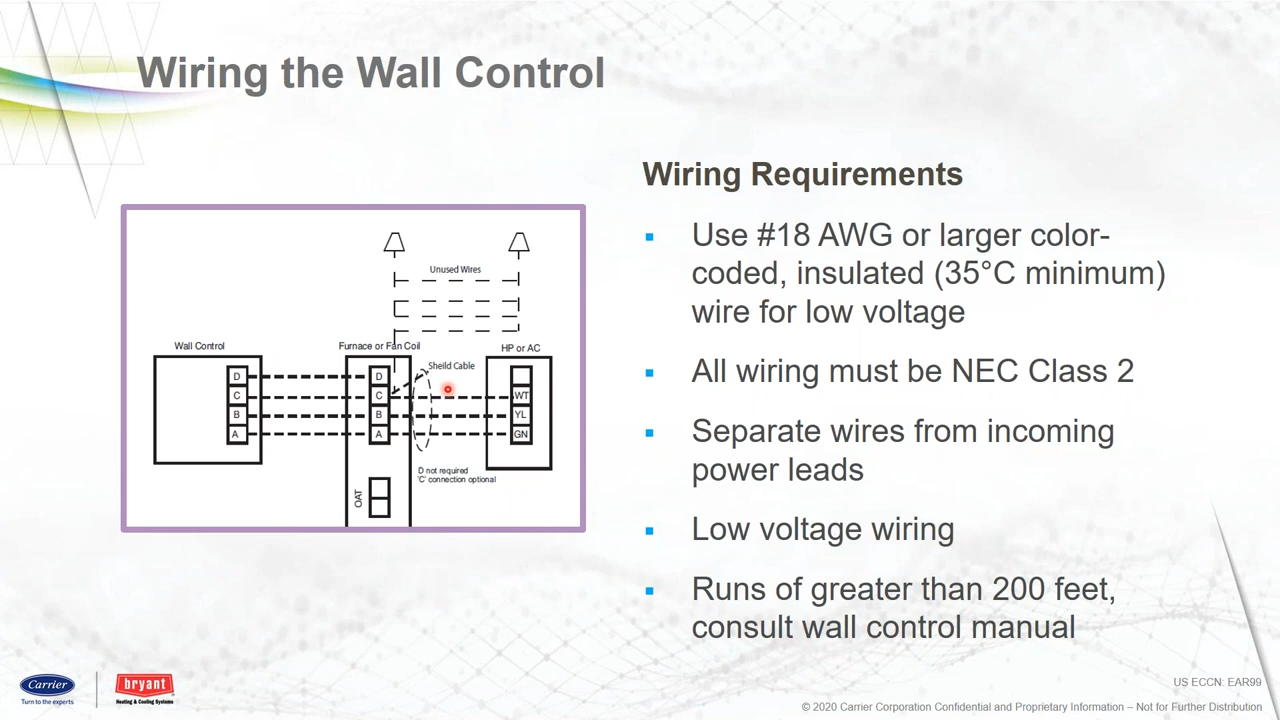 Wiring the Wall Control
Unused Wires
Wall Control
Furnace or Fan Coil
HP or AC
Sheild Cable
D
D
C
C
WT
B
B
YL
A
A
GN
D not required
'C' connection optional
OAT
Wiring Requirements
Use #18 AWG or larger color-
coded, insulated (35°C minimum)
wire for low voltage
All wiring must be NEC Class 2
Separate wires from incoming
power leads
Low voltage wiring
Runs of greater than 200 feet,
consult wall control manual
Carrier
Turn to the experts
bryant
Heating & Cooling Systems
US ECCN: EAR99
© 2020 Carrier Corporation Confidential and Proprietary Information – Not for Further Distribution